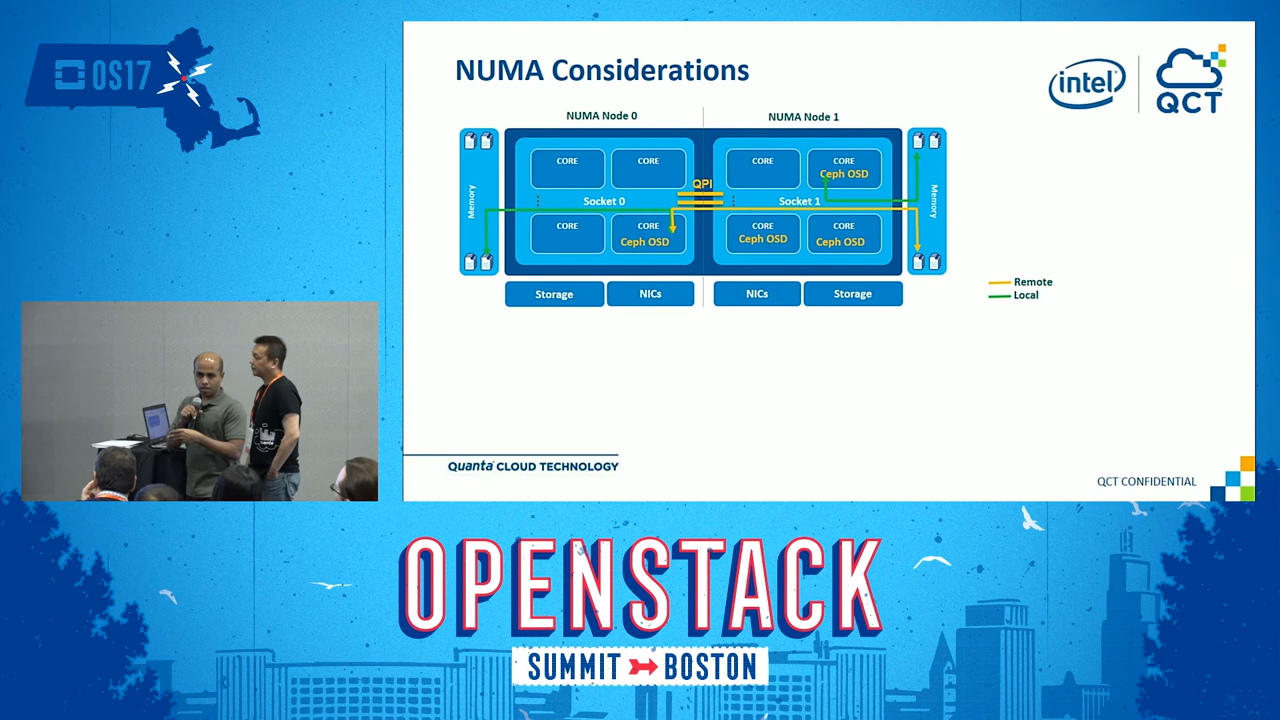 OS17
NUMA Considerations
intel
QCT
NUMA Node 0
NUMA Node 1
Memory
CORE
CORE
QPI
CORE
CORE
Ceph OSD
Socket 0
Socket 1
Memory
CORE
CORE
Ceph OSD
CORE
Ceph OSD
CORE
Ceph OSD
Storage
NICs
NICs
Storage
Remote
Local
Quanta CLOUD TECHNOLOGY
QCT CONFIDENTIAL
OPENSTACK
SUMMIT BOSTON